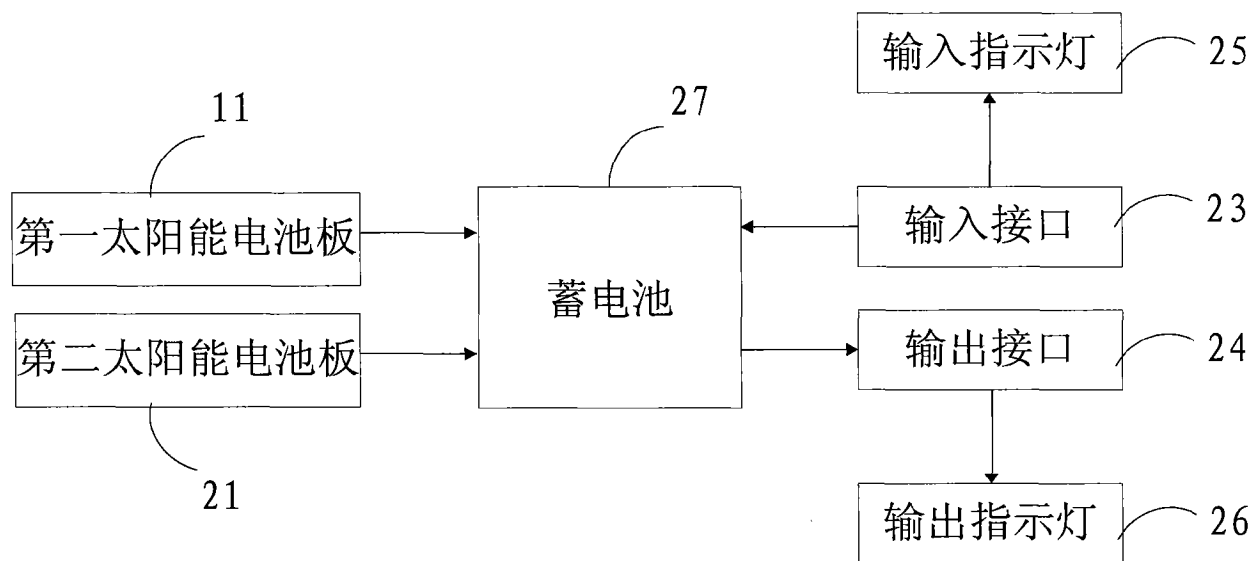 输入指示灯
25
11
27
第一太阳能电池板
输入接口
23
蓄电池
第二太阳能电池板
输出接口
24
21
输出指示灯
26